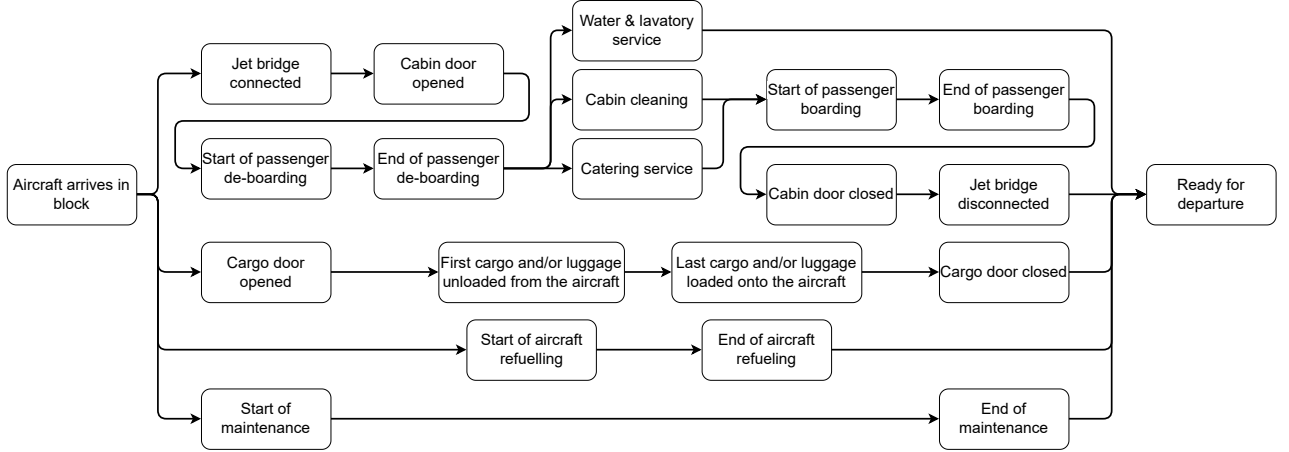 Water & lavatory
service
Jet bridge
connected
Cabin door
opened
Cabin cleaning
Start of passenger
boarding
End of passenger
boarding
Start of passenger
de-boarding
End of passenger
de-boarding
Catering service
Aircraft arrives in
block
Cabin door closed
Jet bridge
disconnected
Ready for
departure
Cargo door
opened
First cargo and/or luggage
unloaded from the aircraft
Last cargo and/or luggage
loaded onto the aircraft
Cargo door closed
Start of aircraft
refuelling
End of aircraft
refueling
Start of
maintenance
End of
maintenance